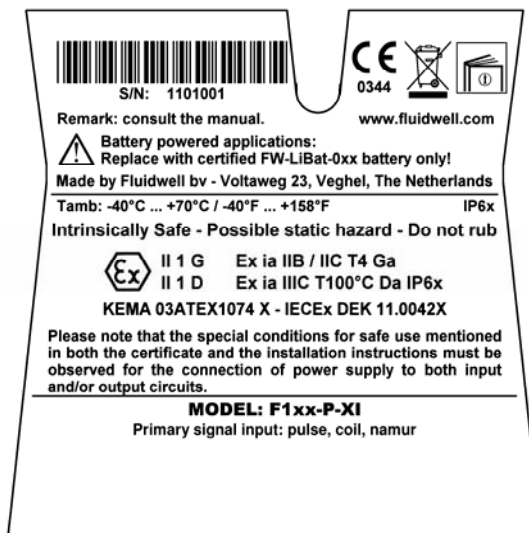 S/N: 1101001
CE
0344
Remark: consult the manual.
www.fluidwell.com
Battery powered applications:
Replace with certified FW-LiBat-0xx battery only!
Made by Fluidwell bv - Voltaweg 23, Veghel, The Netherlands
Tamb: -40°C ... +70°C / -40°F ... +158°F IP6x
Intrinsically Safe - Possible static hazard - Do not rub
Ex
II 1 G Ex ia IIB / IIC T4 Ga
II 1 D Ex ia IIIC T100°C Da IP6x
KEMA 03ATEX1074 X - IECEx DEK 11.0042X
Please note that the special conditions for safe use mentioned
in both the certificate and the installation instructions must be
observed for the connection of power supply to both input
and/or output circuits.
MODEL: F1xx-P-XI
Primary signal input: pulse, coil, namur